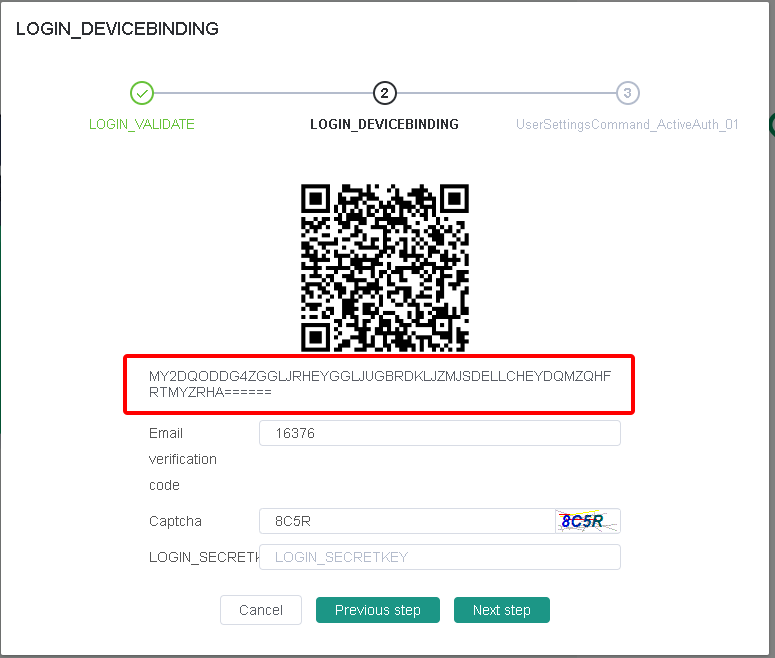 LOGIN_DEVICEBINDING
2
3
LOGIN_VALIDATE
LOGIN_DEVICEBINDING
UserSettingsCommand_ActiveAuth_01
MY2DQODDG4ZGGLJRHEYGGLJUGBRDKLJZMJSDELLCHEYDQMZQHF
RTMYZRHA======
Email
verification
code
16376
Captcha
8C5R
8C5R
LOGIN_SECRETK
LOGIN_SECRETKEY
Cancel
Previous step
Next step